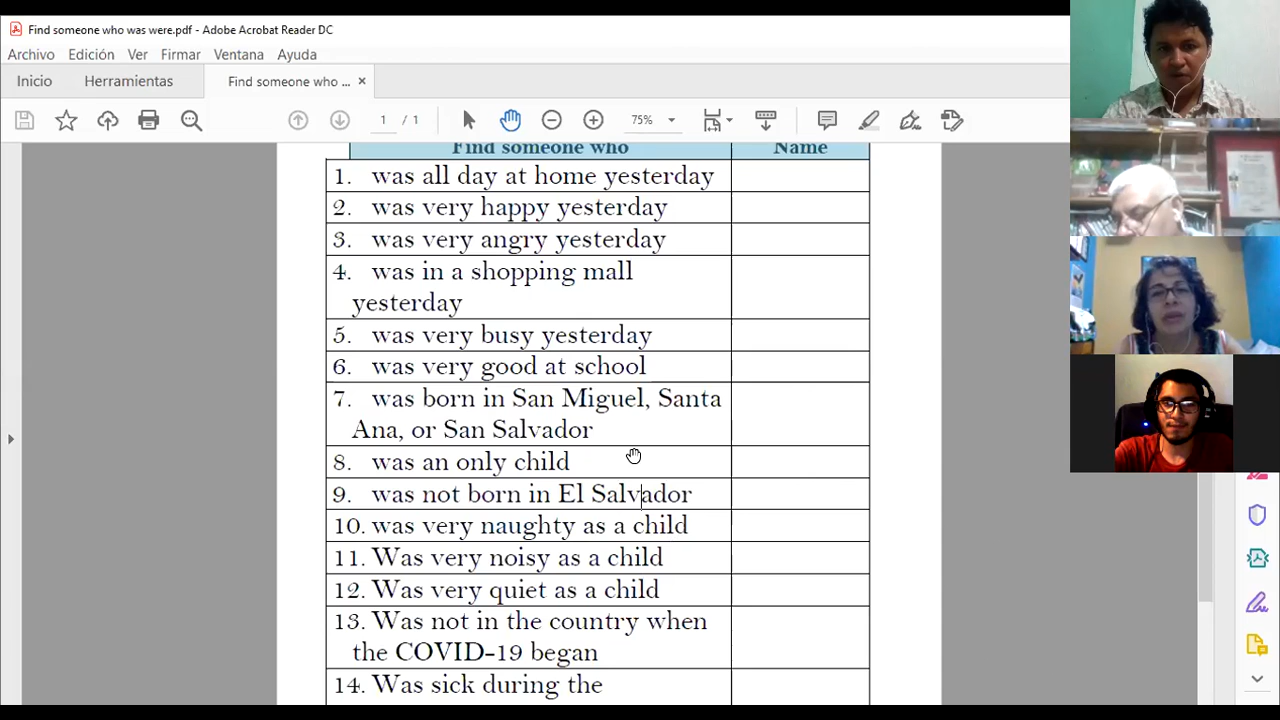 Find someone who was were.pdf - Adobe Acrobat Reader DC
Archivo Edición Ver Firmar Ventana Ayuda
Inicio Herramientas Find someone who ... ×
1 / 1 75%
Find someone who Name
1. was all day at home yesterday
2. was very happy yesterday
3. was very angry yesterday
4. was in a shopping mall
yesterday
5. was very busy yesterday
6. was very good at school
7. was born in San Miguel, Santa
Ana, or San Salvador
8. was an only child
9. was not born in El Salvador
10. was very naughty as a child
11. Was very noisy as a child
12. Was very quiet as a child
13. Was not in the country when
the COVID-19 began
14. Was sick during the